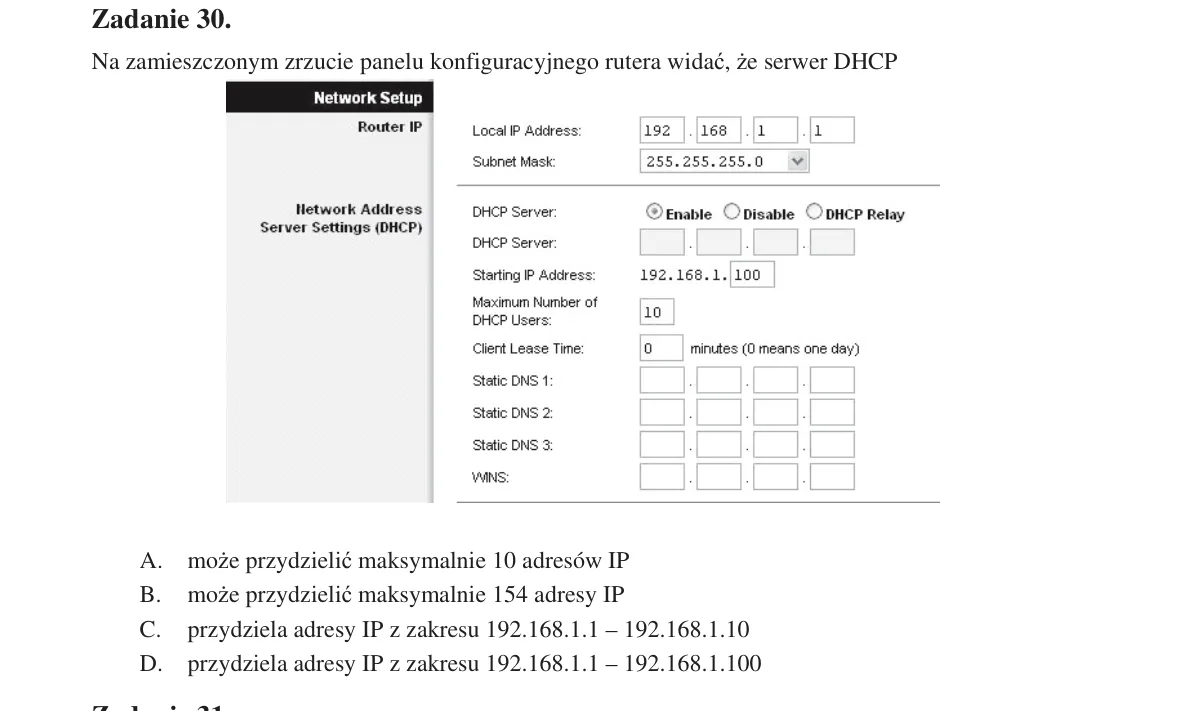 Zadanie 30.
Na zamieszczonym zrzucie panelu konfiguracyjnego rutera widać, że serwer DHCP
Network Setup
Router IP
Local IP Address: 192 . 168 . 1 . 1
Subnet Mask: 255.255.255.0
Network Address
Server Settings (DHCP)
DHCP Server: Enable Disable DHCP Relay
DHCP Server: . . .
Starting IP Address: 192.168.1. 100
Maximum Number of
DHCP Users: 10
Client Lease Time: 0 minutes (0 means one day)
Static DNS 1: . . .
Static DNS 2: . . .
Static DNS 3: . . .
WINS: . . .
A. może przydzielić maksymalnie 10 adresów IP
B. może przydzielić maksymalnie 154 adresy IP
C. przydziela adresy IP z zakresu 192.168.1.1 – 192.168.1.10
D. przydziela adresy IP z zakresu 192.168.1.1 – 192.168.1.100